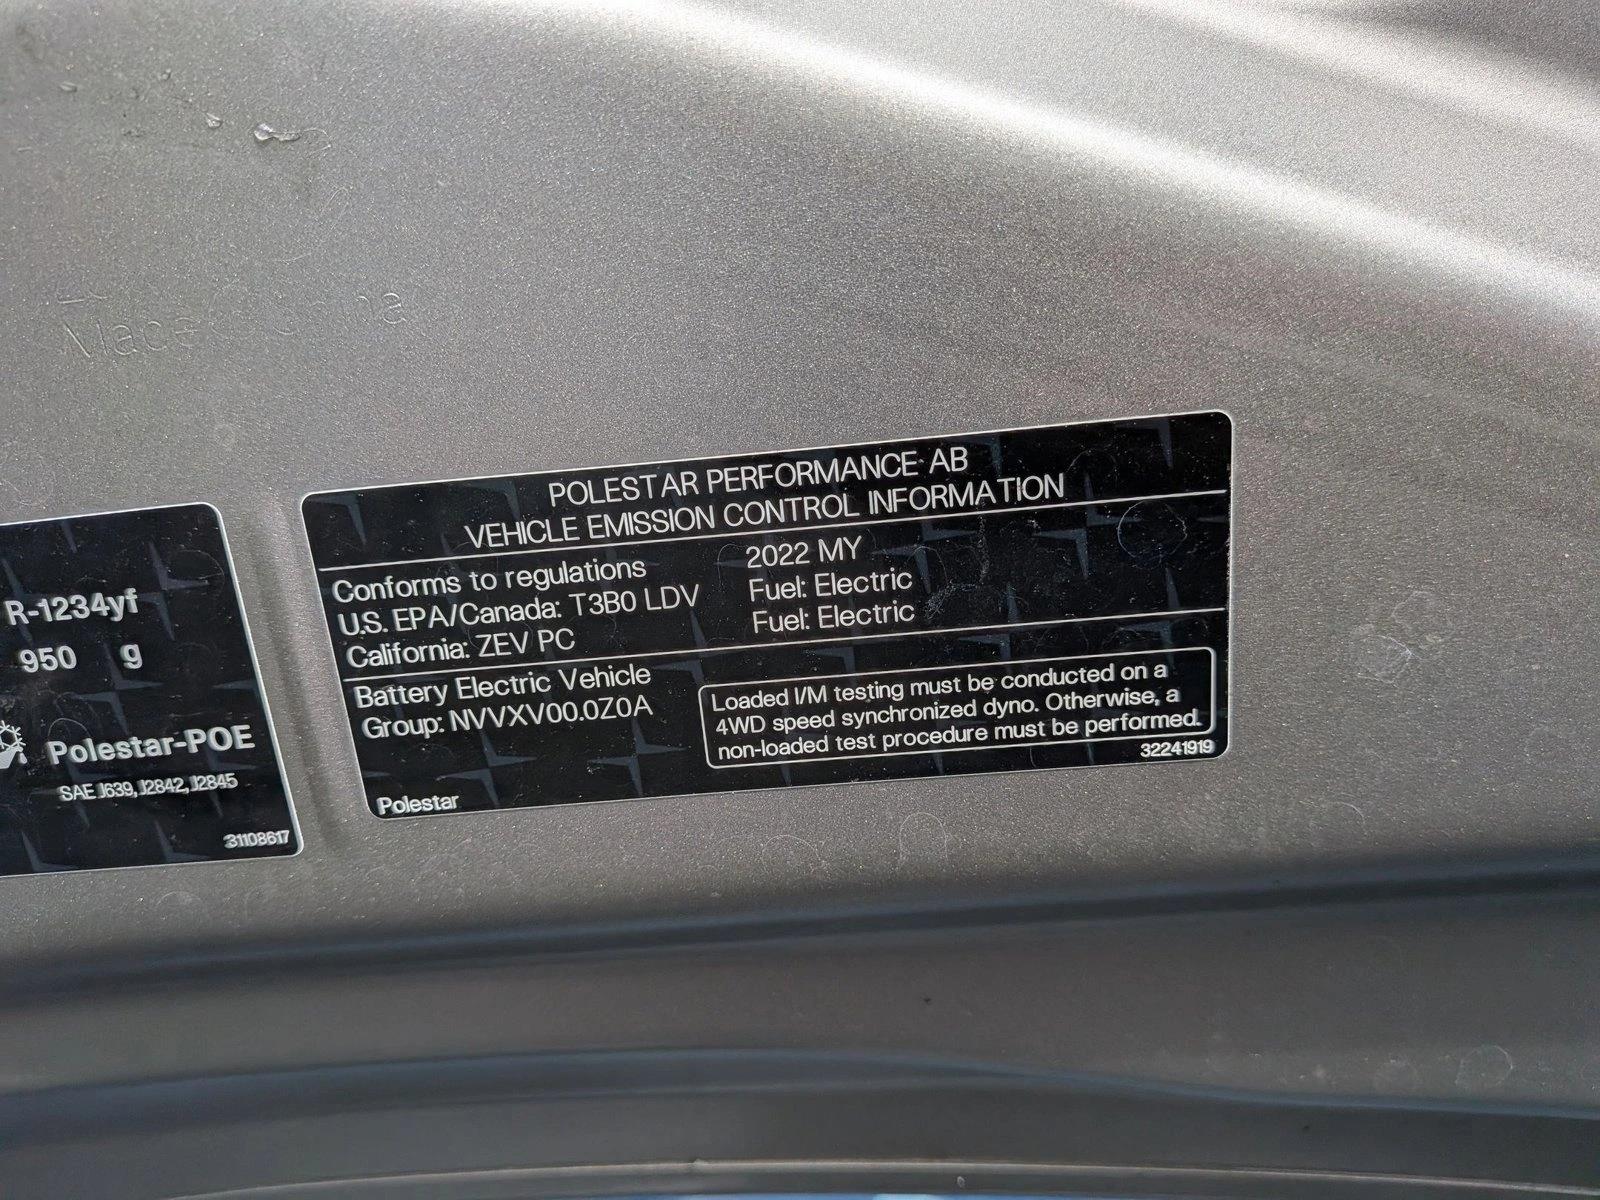 Made
R-1234yf
950 g
Polestar-POE
SAE J639, J2842, J2845
31108617
POLESTAR PERFORMANCE AB
VEHICLE EMISSION CONTROL INFORMATION
Conforms to regulations 2022 MY
U.S. EPA/Canada: T3B0 LDV Fuel: Electric
California: ZEV PC Fuel: Electric
Battery Electric Vehicle
Group: NVVXV00.0Z0A
Loaded I/M testing must be conducted on a
4WD speed synchronized dyno. Otherwise, a
non-loaded test procedure must be performed.
32241919
Polestar